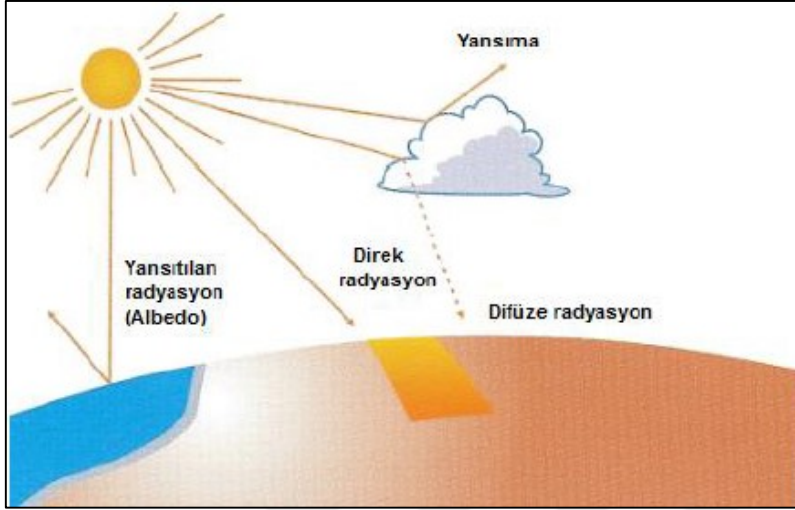 Yansıma
Yansıtılan
radyasyon
(Albedo)
Direk
radyasyon
Difüze radyasyon